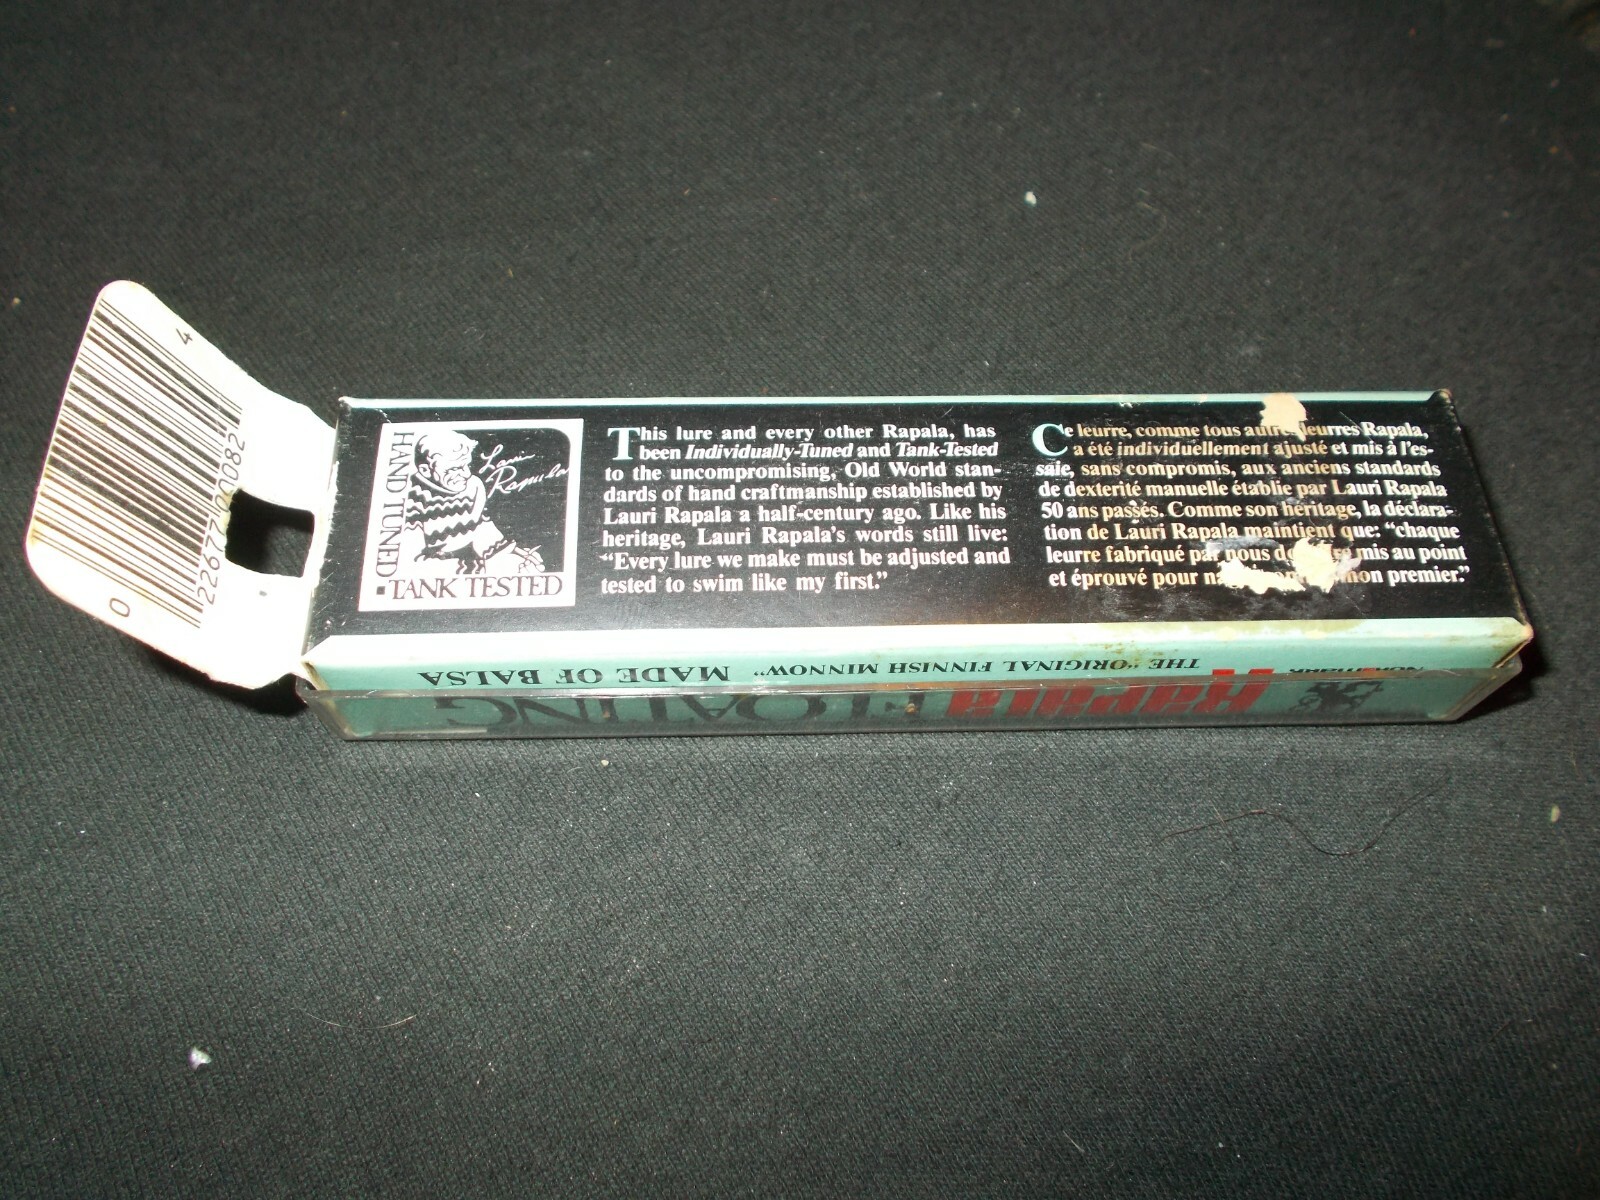 4
22677 00082
0
HAND TUNED
TANK TESTED
Lauri
Rapala
This lure and every other Rapala, has
been Individually-Tuned and Tank-Tested
to the uncompromising, Old World stan-
dards of hand craftmanship established by
Lauri Rapala a half-century ago. Like his
heritage, Lauri Rapala's words still live:
"Every lure we make must be adjusted and
tested to swim like my first."
Ce leurre, comme tous autres leurres Rapala,
a été individuellement ajusté et mis à l'es-
saie, sans compromis, aux anciens standards
de dexterité manuelle établie par Lauri Rapala
50 ans passés. Comme son héritage, la déclara-
tion de Lauri Rapala maintient que: "chaque
leurre fabriqué par nous mis au point
et éprouvé pour mon premier."
THE "ORIGINAL FINNISH MINNOW" MADE OF BALSA
Rapala FLOATING